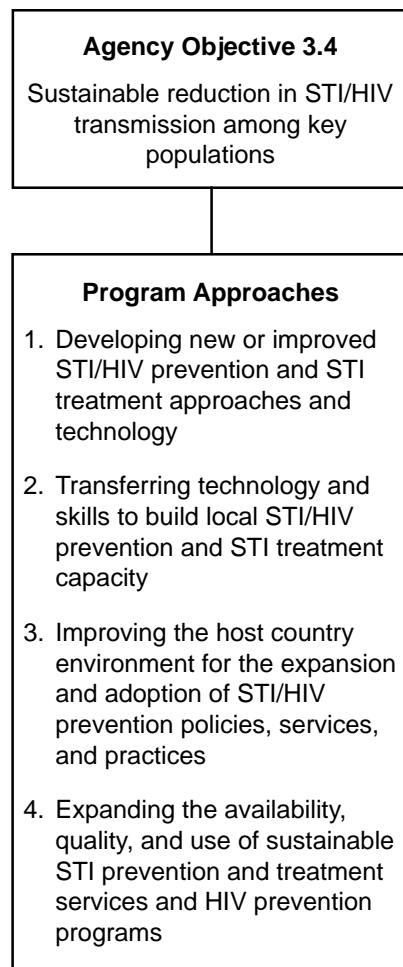 Agency Objective 3.4
Sustainable reduction in STI/HIV
transmission among key
populations
Program Approaches
1. Developing new or improved
STI/HIV prevention and STI
treatment approaches and
technology
2. Transferring technology and
skills to build local STI/HIV
prevention and STI treatment
capacity
3. Improving the host country
environment for the expansion
and adoption of STI/HIV
prevention policies, services,
and practices
4. Expanding the availability,
quality, and use of sustainable
STI prevention and treatment
services and HIV prevention
programs